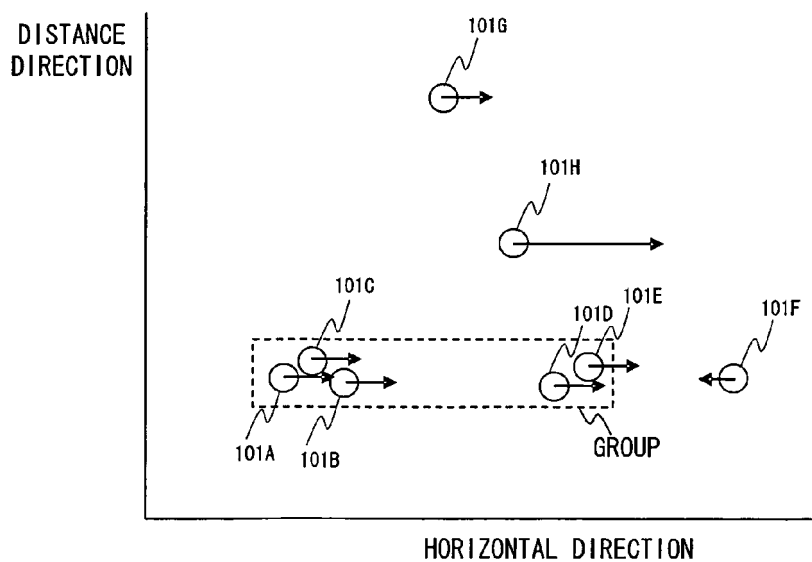 DISTANCE
DIRECTION
101G
101H
101C
101D
101E
101F
101A
101B
GROUP
HORIZONTAL DIRECTION